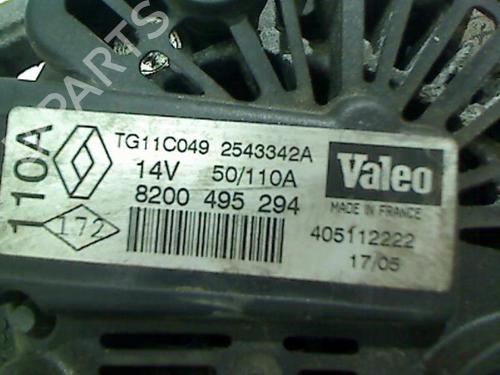 110A
TG11C049 2543342A
14V 50/110A
8200 495 294
172
Valeo
MADE IN FRANCE
405112222
17/05
B-PARTS